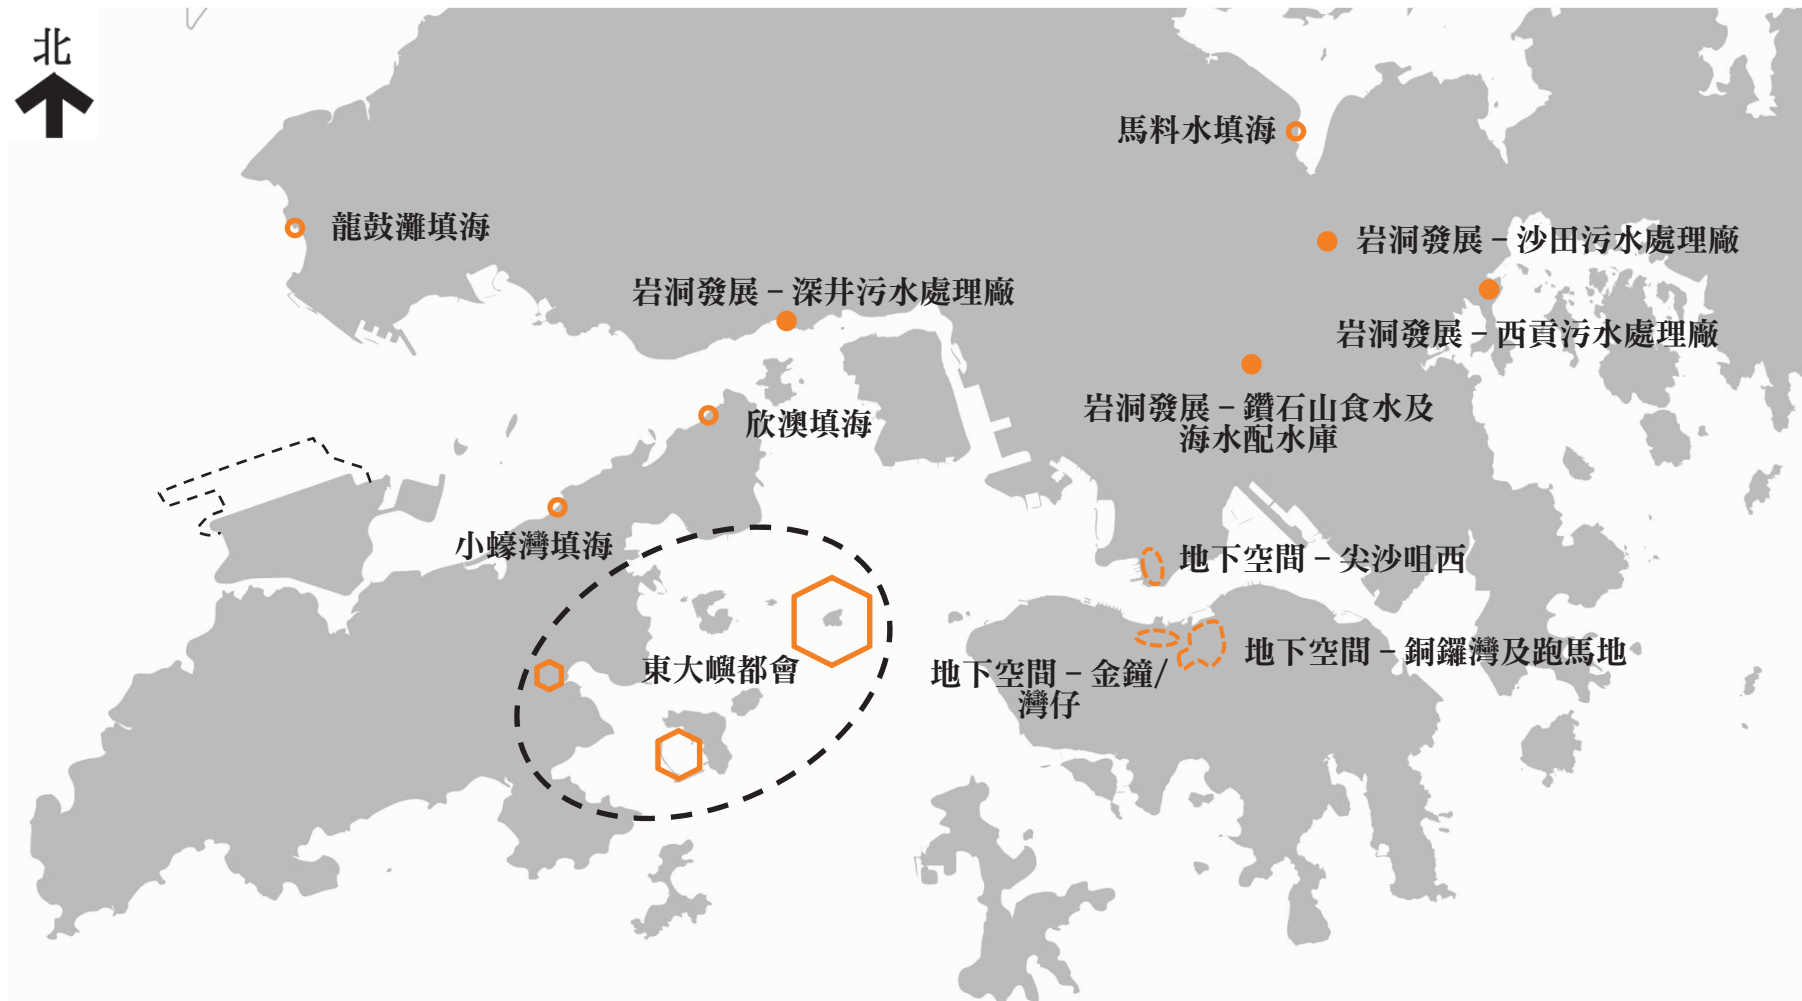 北
馬料水填海
龍鼓灘填海
岩洞發展 – 沙田污水處理廠
岩洞發展 – 深井污水處理廠
岩洞發展 – 西貢污水處理廠
岩洞發展 – 鑽石山食水及
海水配水庫
欣澳填海
小蠔灣填海
地下空間 – 尖沙咀西
東大嶼都會
地下空間 – 銅鑼灣及跑馬地
地下空間 – 金鐘/
灣仔